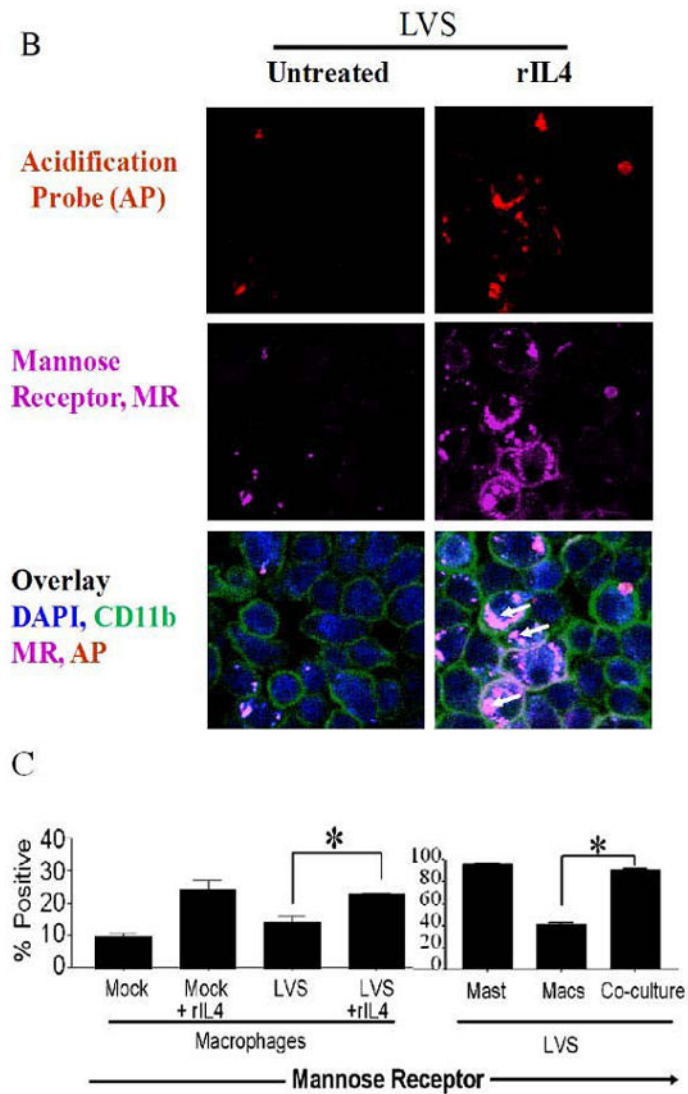 B
LVS
Untreated rIL4
Acidification
Probe (AP)
Mannose
Receptor, MR
Overlay
DAPI, CD11b
MR, AP
C
% Positive
40
30
20
10
0
*
Mock
Mock
+ rIL4
LVS
LVS
+rIL4
Macrophages
100
80
60
40
20
0
*
Mast Macs Co-culture
LVS
Mannose Receptor